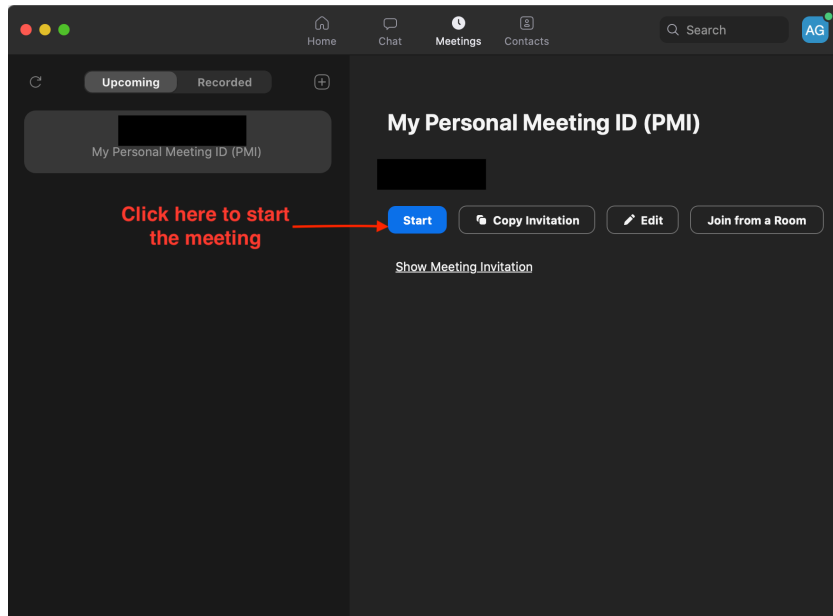 Home
Chat
Meetings
Contacts
Search
AG
Upcoming
Recorded
My Personal Meeting ID (PMI)
My Personal Meeting ID (PMI)
Click here to start
the meeting
Start
Copy Invitation
Edit
Join from a Room
Show Meeting Invitation